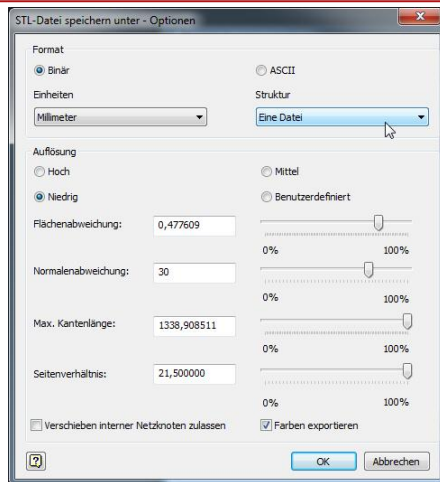 STL-Datei speichern unter - Optionen
Format
Binär
ASCII
Einheiten
Struktur
Millimeter
Eine Datei
Auflösung
Hoch
Mittel
Niedrig
Benutzerdefiniert
Flächenabweichung:
0,477609
0% 100%
Normalenabweichung:
30
0% 100%
Max. Kantenlänge:
1338,908511
0% 100%
Seitenverhältnis:
21,500000
0% 100%
Verschieben interner Netzknoten zulassen
Farben exportieren
?
OK
Abbrechen